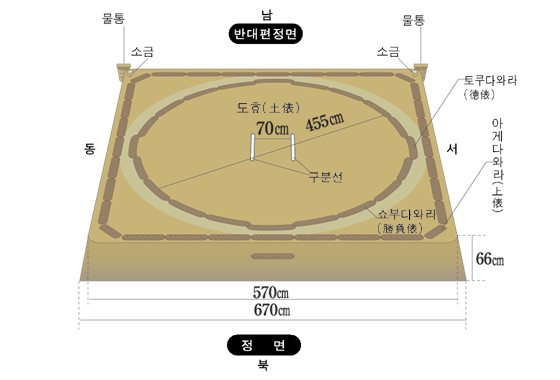 남
반대편정면
물통
물통
소금
소금
도효(土俵)
70cm
455cm
토쿠다와라
(德俵)
동
서
아게다와라(上俵)
구분선
쇼부다와리
(勝負俵)
66cm
570cm
670cm
정 면
북